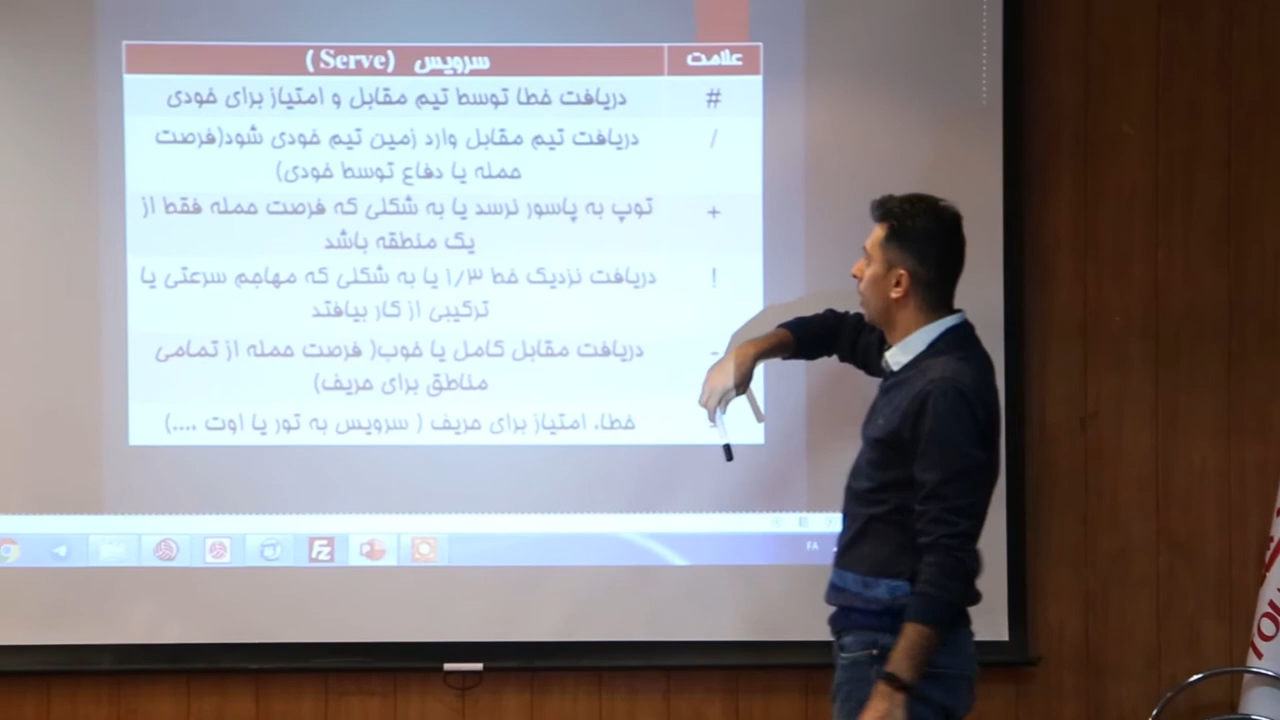 علامت سرویس (Serve)
# دریافت خطا توسط تیم مقابل و امتیاز برای خودی
/ دریافت تیم مقابل وارد زمین تیم خودی شود(فرصت
حمله یا دفاع توسط خودی)
+ توپ به پاسور نرسد یا به شکلی که فرصت حمله فقط از
یک منطقه باشد
! دریافت نزدیک خط ۱/۳ یا به شکلی که مهاجم سرعتی یا
ترکیبی از کار بیافتد
- دریافت مقابل کامل یا خوب( فرصت حمله از تمامی
مناطق برای حریف)
خطا، امتیاز برای حریف ( سرویس به تور یا اوت ....)
FZ
FA